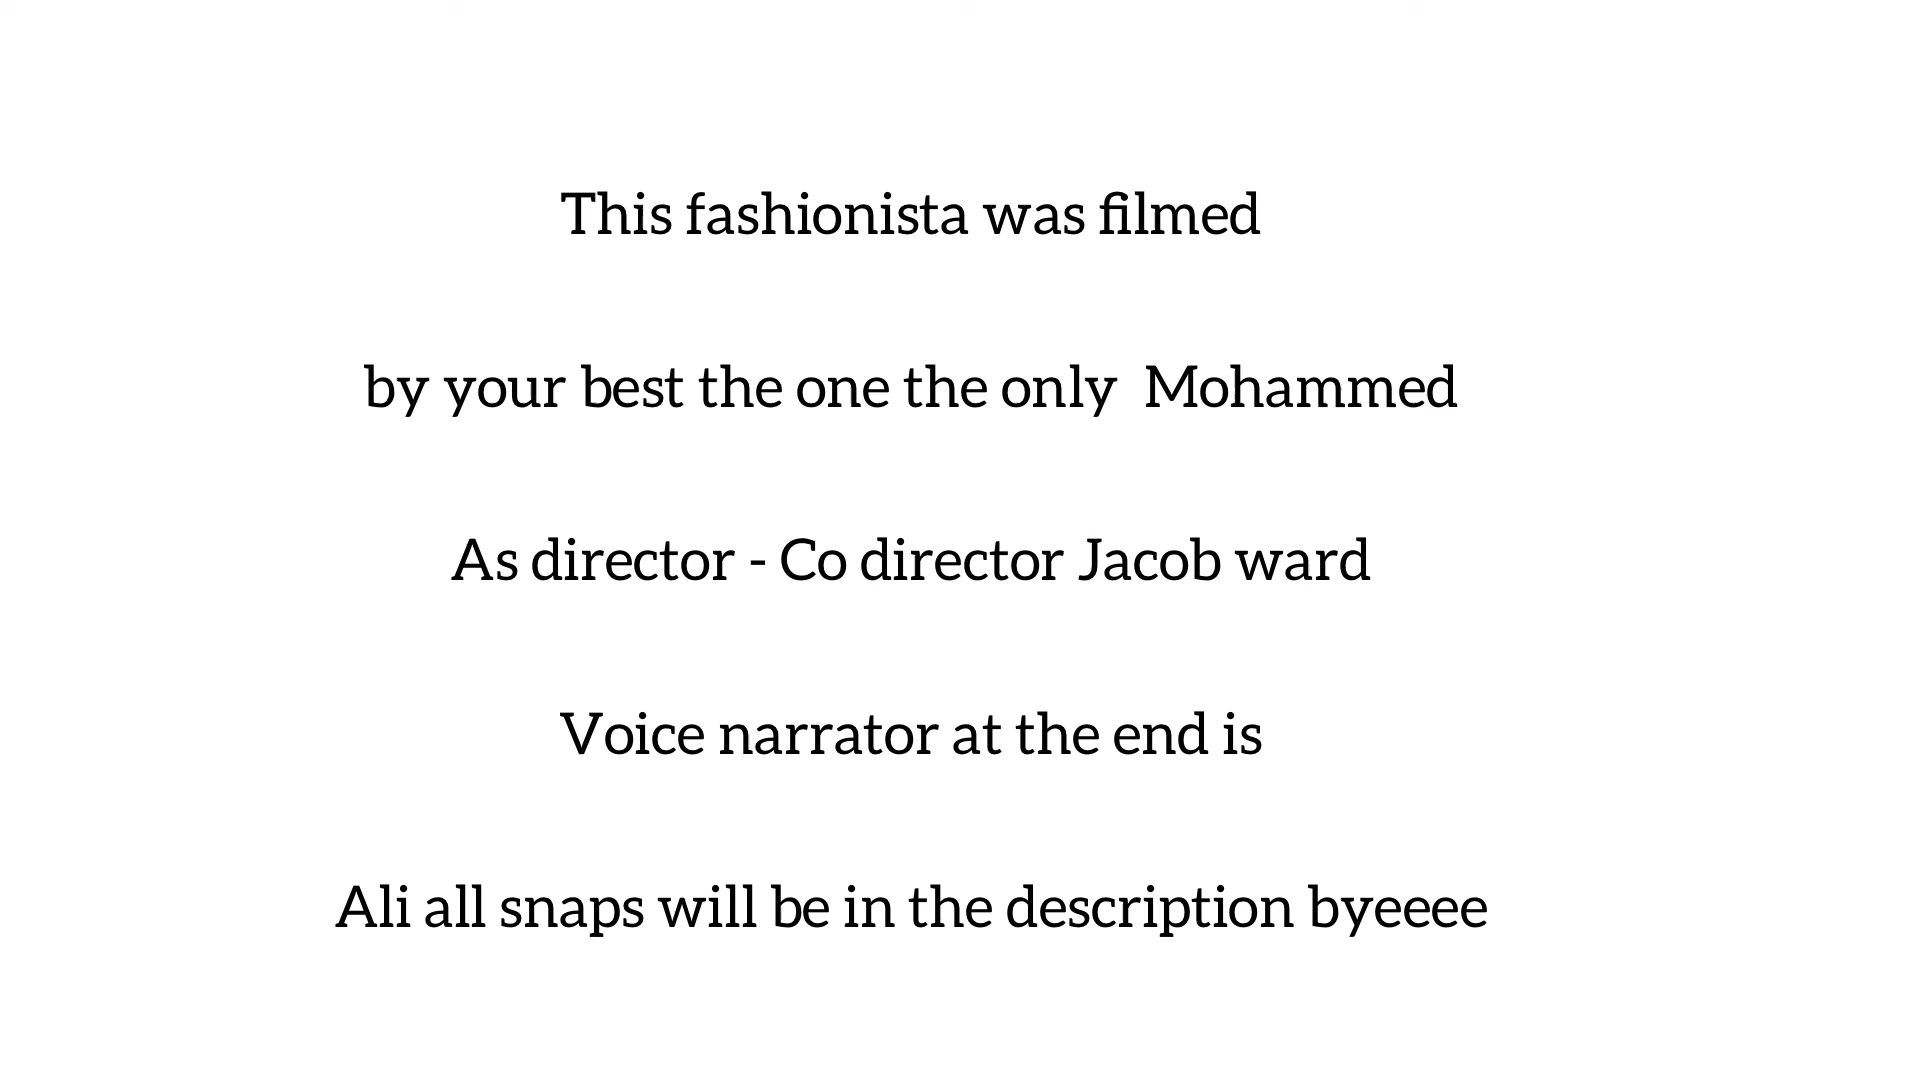 This fashionista was filmed
by your best the one the only  Mohammed
As director - Co director Jacob ward
Voice narrator at the end is
Ali all snaps will be in the description byeeee